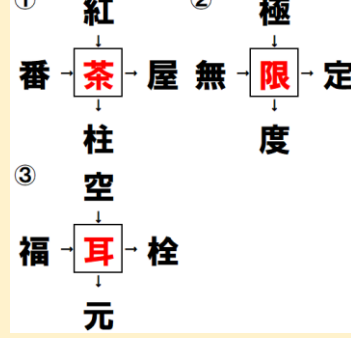 ① 紅
番→茶→屋
柱
② 極
無→限→定
度
③ 空
福→耳→栓
元